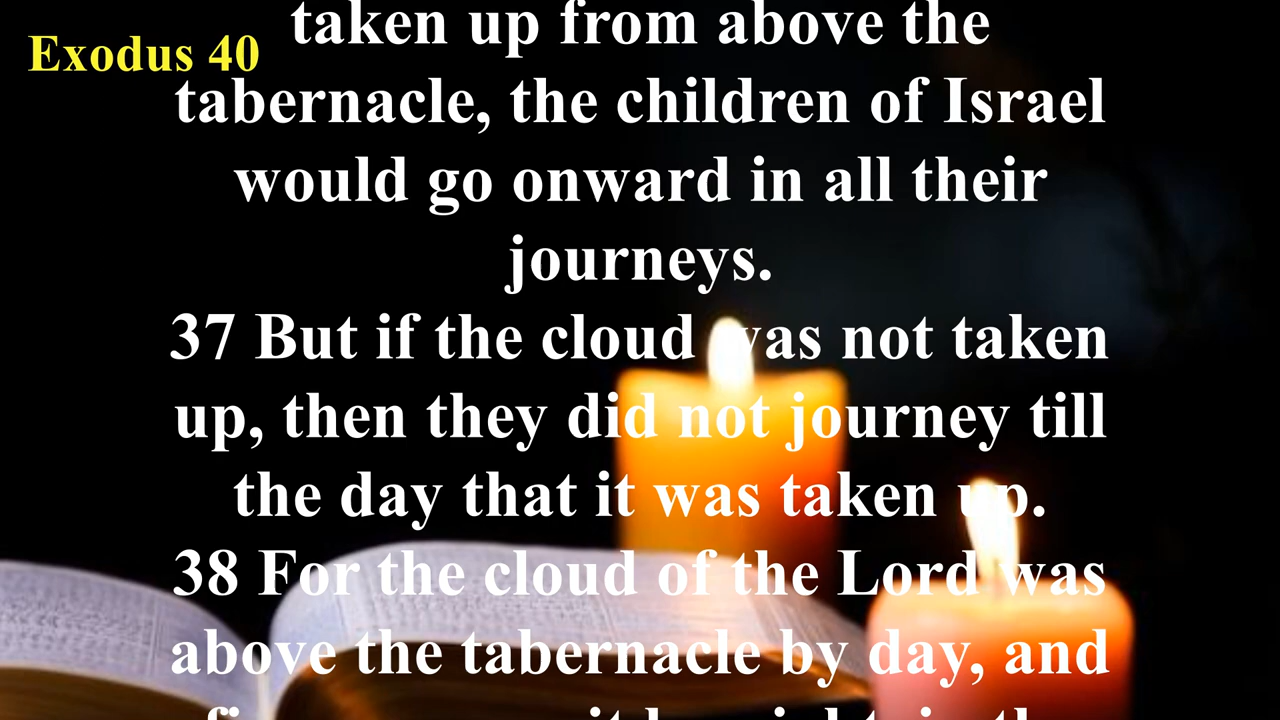 Exodus 40
taken up from above the
tabernacle, the children of Israel
would go onward in all their
journeys.
37 But if the cloud was not taken
up, then they did not journey till
the day that it was taken up.
38 For the cloud of the Lord was
above the tabernacle by day, and